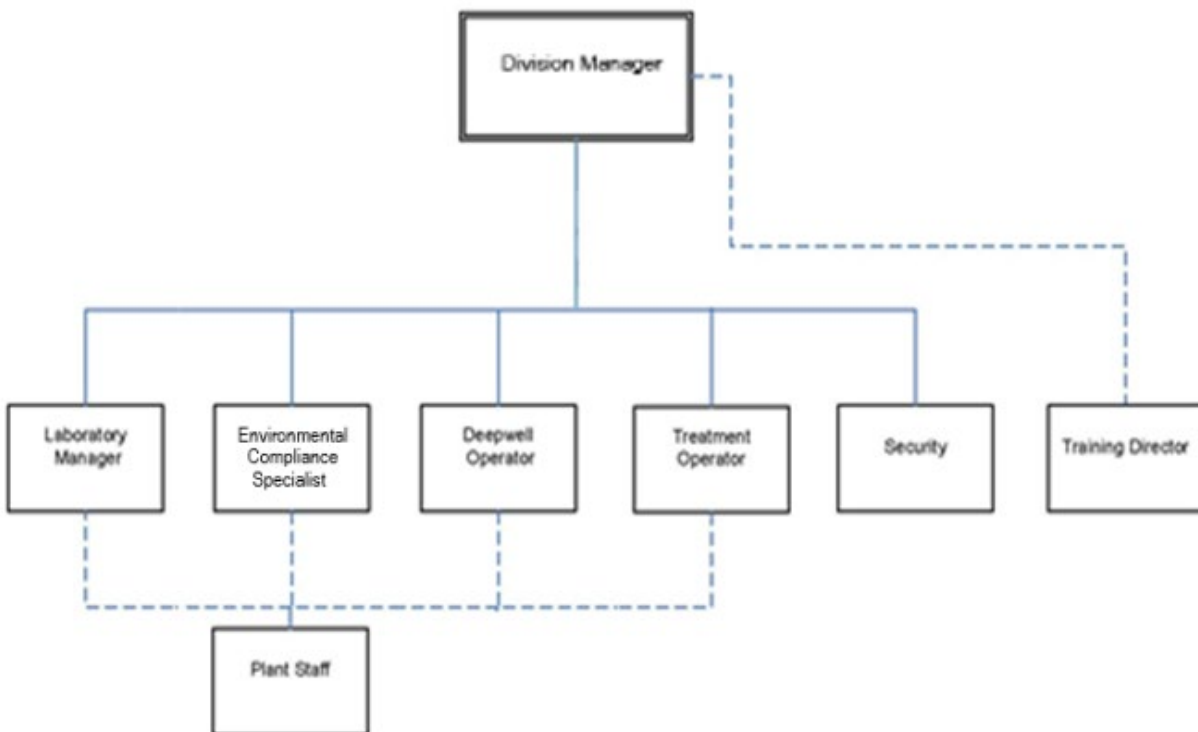 Division Manager
Laboratory
Manager
Environmental
Compliance
Specialist
Deepwell
Operator
Treatment
Operator
Security
Training Director
Plant Staff